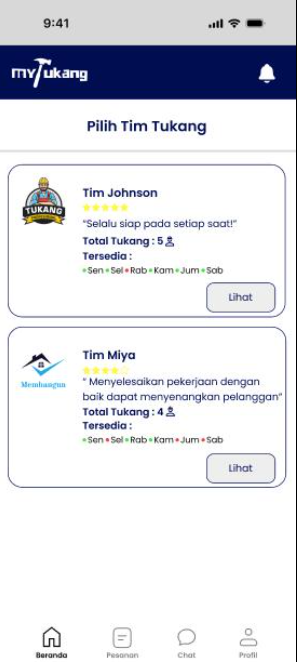 9:41
myTukang
Pilih Tim Tukang
TUKANG
Tim Johnson
"Selalu siap pada setiap saat!"
Total Tukang : 5
Tersedia :
Sen Sel Rab Kam Jum Sab
Lihat
Membangun
Tim Miya
" Menyelesaikan pekerjaan dengan
baik dapat menyenangkan pelanggan"
Total Tukang : 4
Tersedia :
Sen Sel Rab Kam Jum Sab
Lihat
Beranda Pesanan Chat Profil